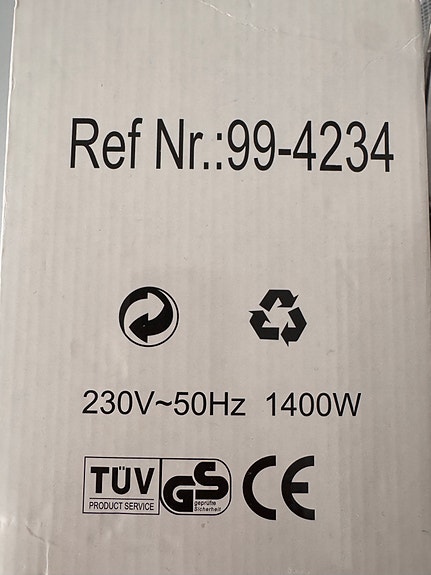 Ref Nr.:99-4234
230V~50Hz 1400W
TÜV
PRODUCT SERVICE
GS
geprüfte
Sicherheit
CE